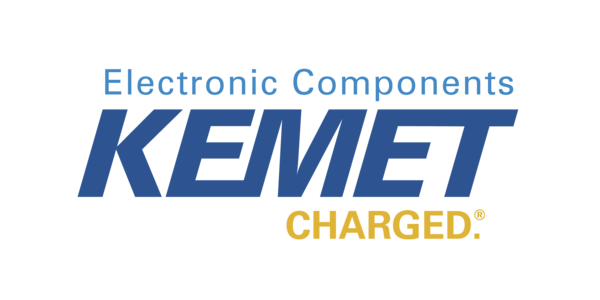 Electronic Components
KEMET
CHARGED.®